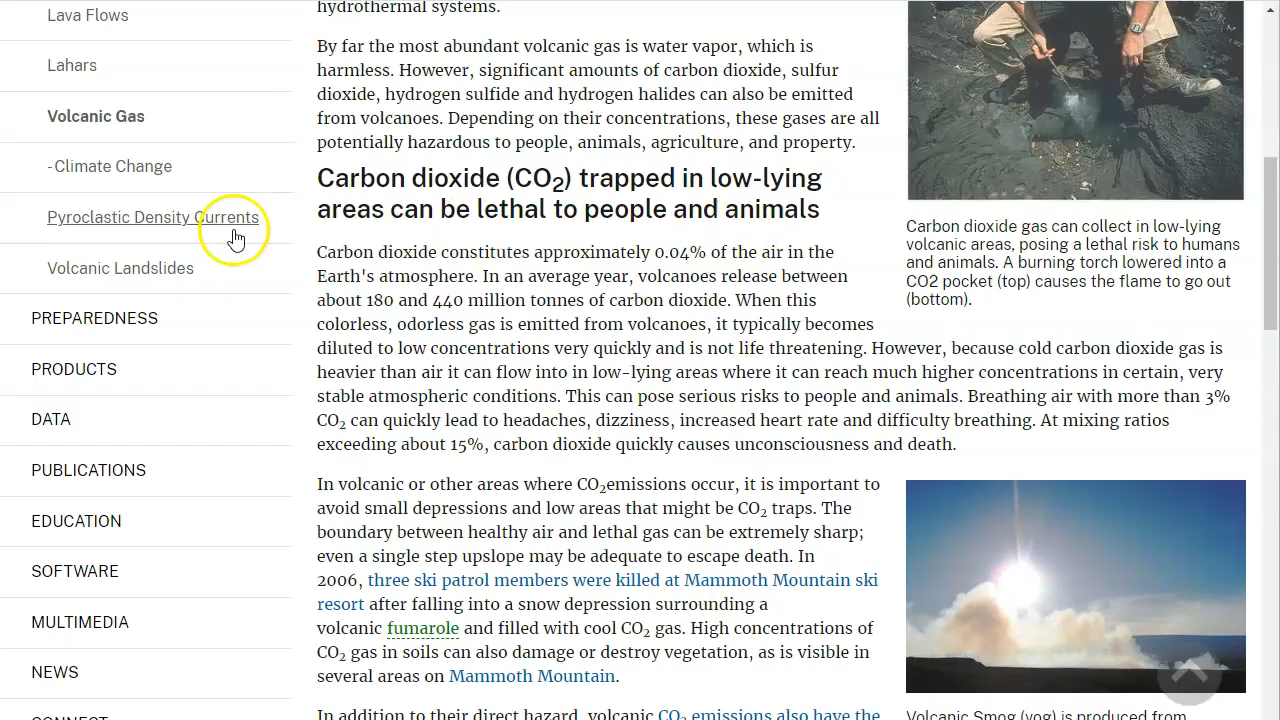 Lava Flows
Lahars
Volcanic Gas
- Climate Change
Pyroclastic Density Currents
Volcanic Landslides
PREPAREDNESS
PRODUCTS
DATA
PUBLICATIONS
EDUCATION
SOFTWARE
MULTIMEDIA
NEWS
CONNECT
hydrothermal systems.
By far the most abundant volcanic gas is water vapor, which is
harmless. However, significant amounts of carbon dioxide, sulfur
dioxide, hydrogen sulfide and hydrogen halides can also be emitted
from volcanoes. Depending on their concentrations, these gases are all
potentially hazardous to people, animals, agriculture, and property.
Carbon dioxide (CO₂) trapped in low-lying
areas can be lethal to people and animals
Carbon dioxide constitutes approximately 0.04% of the air in the
Earth's atmosphere. In an average year, volcanoes release between
about 180 and 440 million tonnes of carbon dioxide. When this
colorless, odorless gas is emitted from volcanoes, it typically becomes
diluted to low concentrations very quickly and is not life threatening. However, because cold carbon dioxide gas is
heavier than air it can flow into in low-lying areas where it can reach much higher concentrations in certain, very
stable atmospheric conditions. This can pose serious risks to people and animals. Breathing air with more than 3%
CO₂ can quickly lead to headaches, dizziness, increased heart rate and difficulty breathing. At mixing ratios
exceeding about 15%, carbon dioxide quickly causes unconsciousness and death.
In volcanic or other areas where CO₂emissions occur, it is important to
avoid small depressions and low areas that might be CO₂ traps. The
boundary between healthy air and lethal gas can be extremely sharp;
even a single step upslope may be adequate to escape death. In
2006, three ski patrol members were killed at Mammoth Mountain ski
resort after falling into a snow depression surrounding a
volcanic fumarole and filled with cool CO₂ gas. High concentrations of
CO₂ gas in soils can also damage or destroy vegetation, as is visible in
several areas on Mammoth Mountain.
In addition to their direct hazard, volcanic CO₂ emissions also have the
Carbon dioxide gas can collect in low-lying
volcanic areas, posing a lethal risk to humans
and animals. A burning torch lowered into a
CO2 pocket (top) causes the flame to go out
(bottom).
Volcanic Smog (vog) is produced from